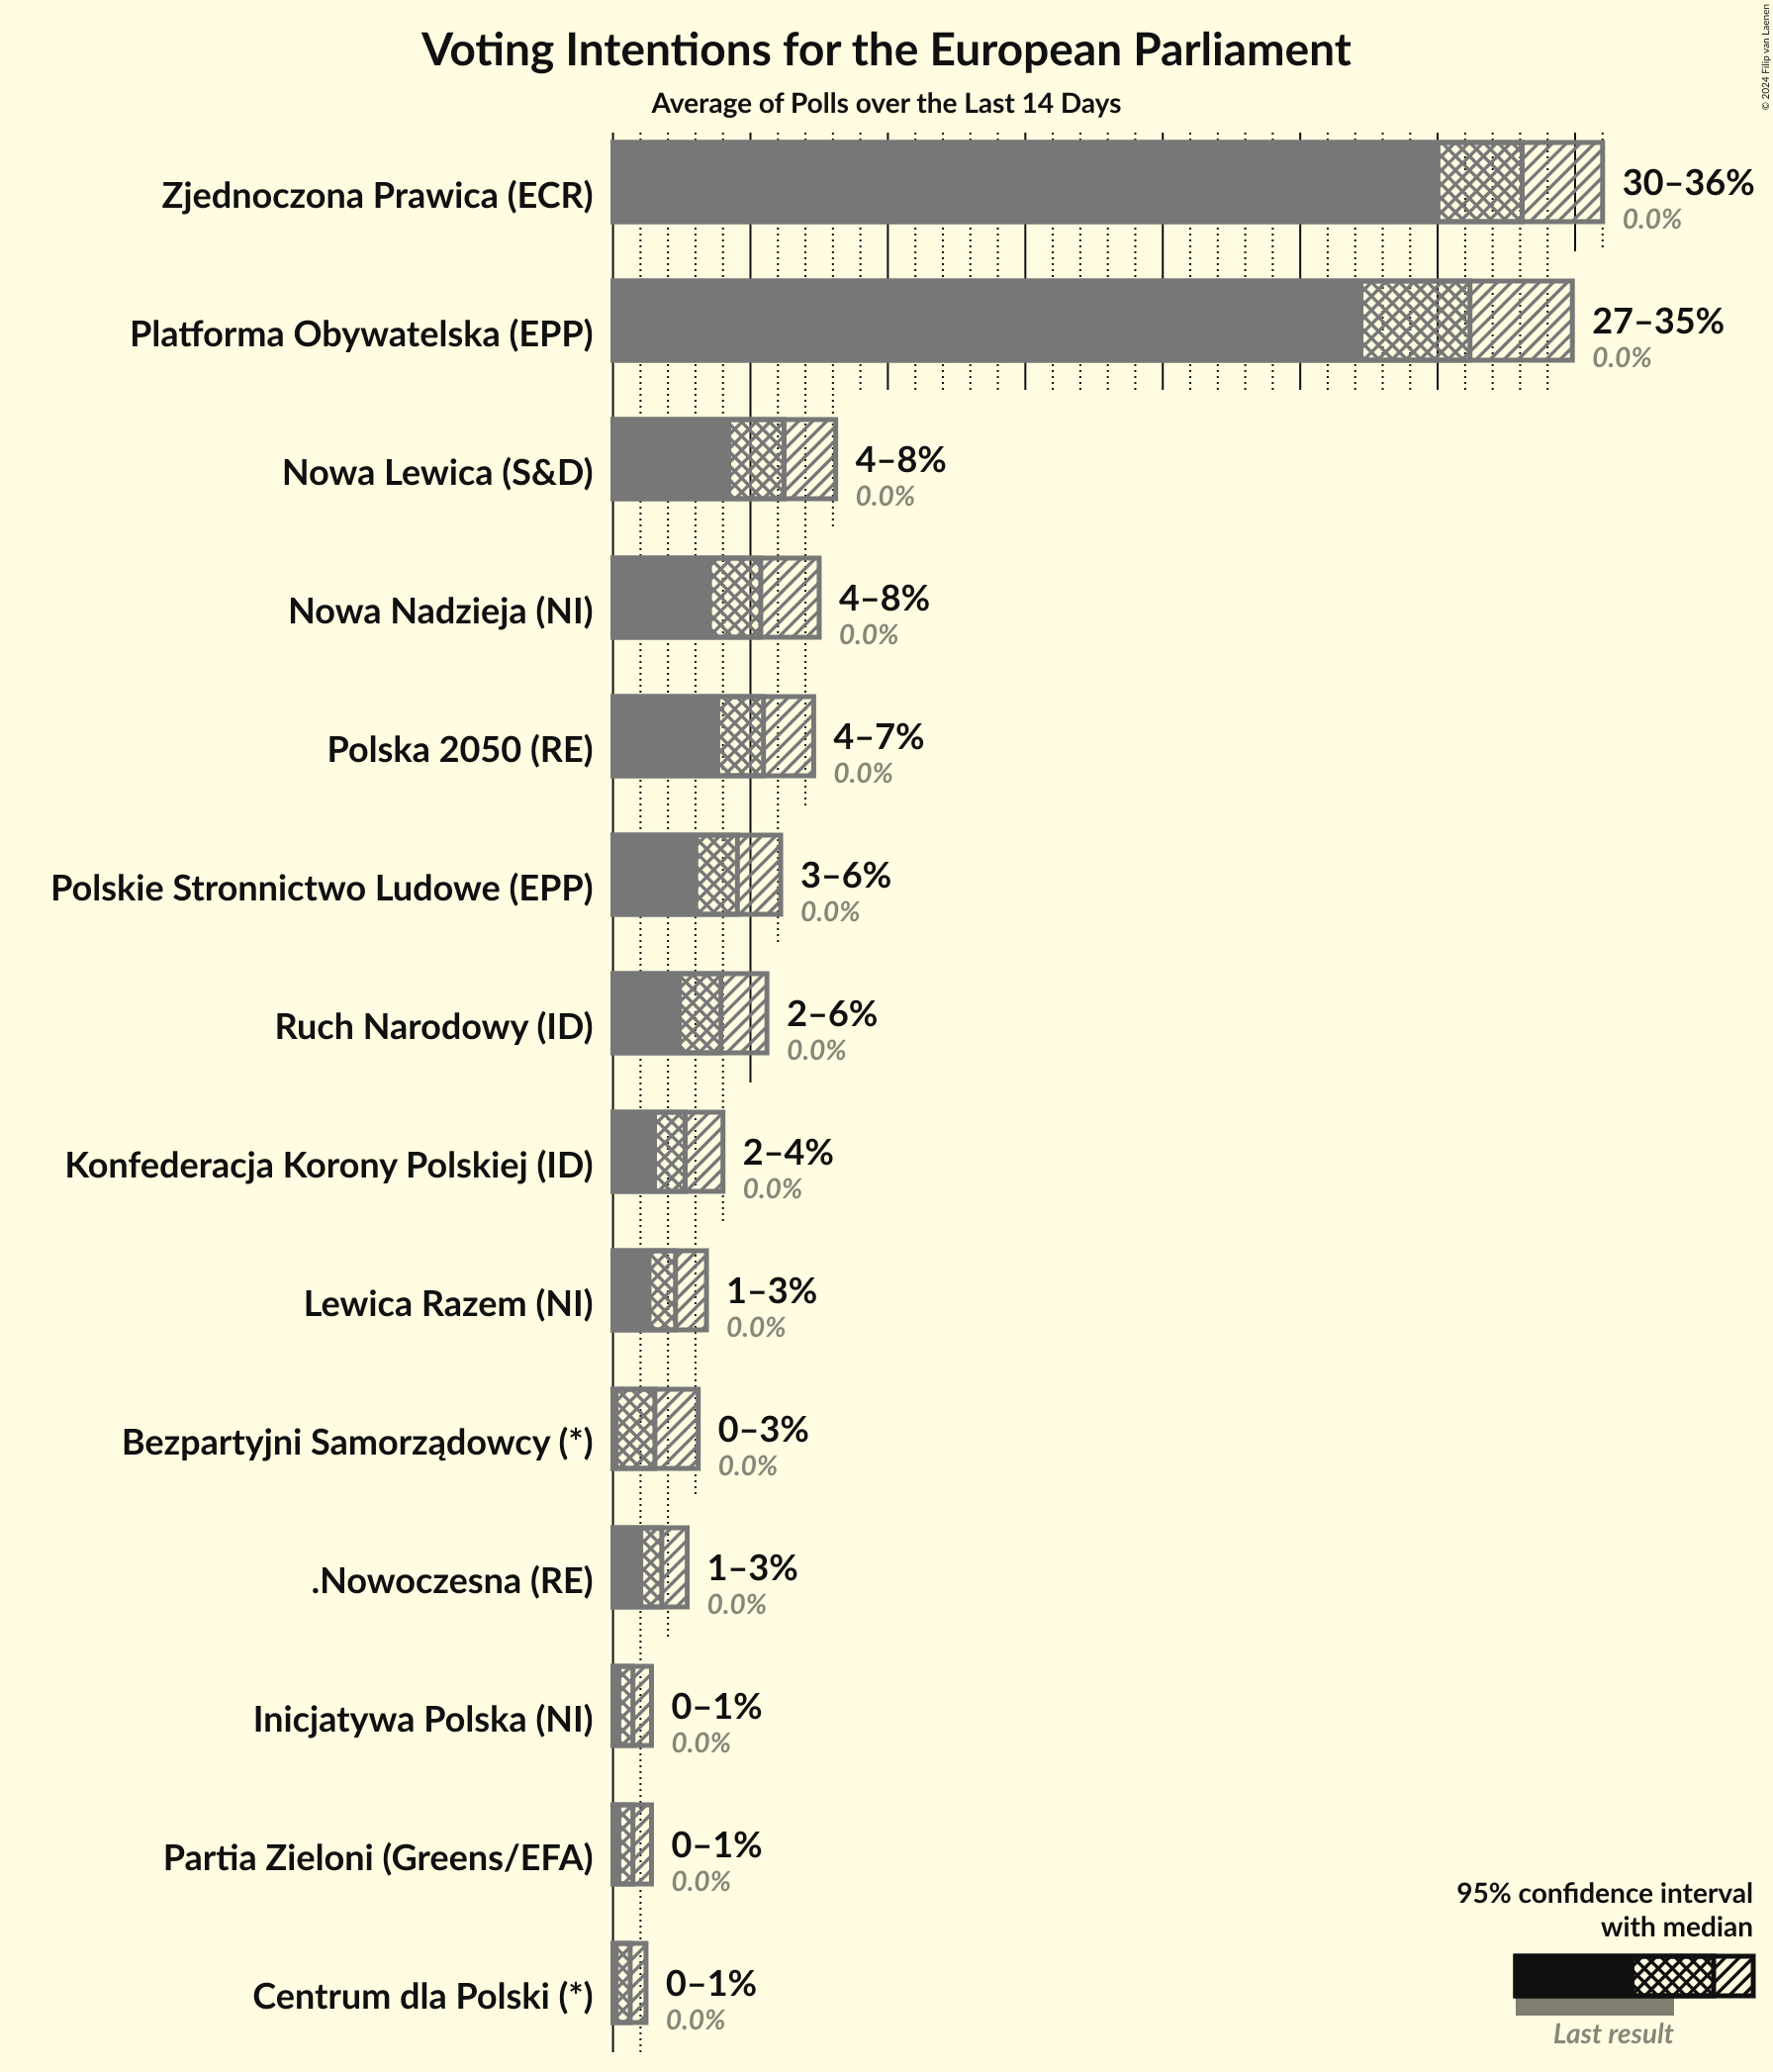 Voting Intentions for the European Parliament
Average of Polls over the Last 14 Days
© 2024 Filip van Laenen
Zjednoczona Prawica (ECR)
30–36%
0.0%
Platforma Obywatelska (EPP)
27–35%
0.0%
Nowa Lewica (S&D)
4–8%
0.0%
Nowa Nadzieja (NI)
4–8%
0.0%
Polska 2050 (RE)
4–7%
0.0%
Polskie Stronnictwo Ludowe (EPP)
3–6%
0.0%
Ruch Narodowy (ID)
2–6%
0.0%
Konfederacja Korony Polskiej (ID)
2–4%
0.0%
Lewica Razem (NI)
1–3%
0.0%
Bezpartyjni Samorządowcy (*)
0–3%
0.0%
.Nowoczesna (RE)
1–3%
0.0%
Inicjatywa Polska (NI)
0–1%
0.0%
Partia Zieloni (Greens/EFA)
0–1%
0.0%
Centrum dla Polski (*)
0–1%
0.0%
95% confidence interval
with median
Last result